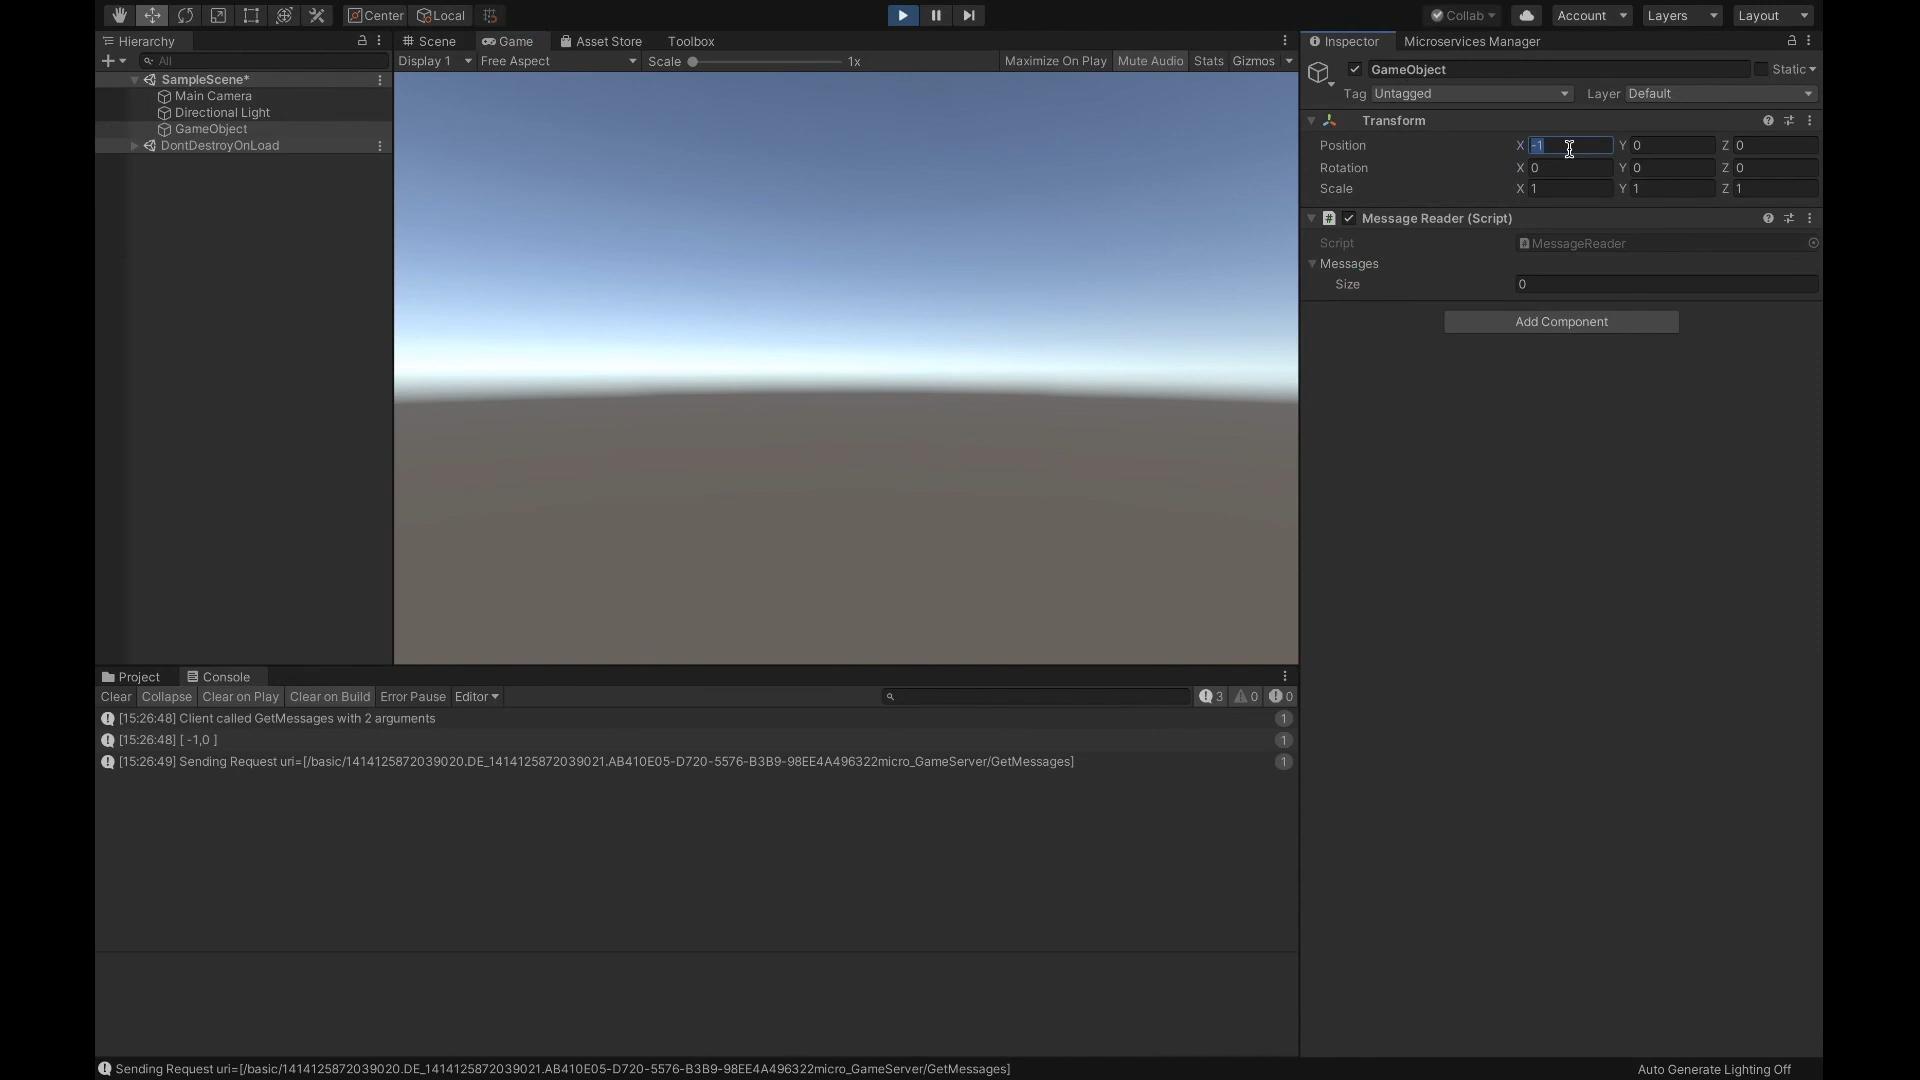 Center
Local
Collab
Account
Layers
Layout
Hierarchy
Scene
Game
Asset Store
Toolbox
Inspector
Microservices Manager
All
Display 1
Free Aspect
Scale
1x
Maximize On Play
Mute Audio
Stats
Gizmos
GameObject
Static
SampleScene*
Main Camera
Directional Light
GameObject
DontDestroyOnLoad
Tag Untagged
Layer Default
Transform
Position X -1 Y 0 Z 0
Rotation X 0 Y 0 Z 0
Scale X 1 Y 1 Z 1
# Message Reader (Script)
Script # MessageReader
Messages
Size 0
Add Component
Project
Console
Clear
Collapse
Clear on Play
Clear on Build
Error Pause
Editor
3
0
0
[15:26:48] Client called GetMessages with 2 arguments 1
[15:26:48] [ -1,0 ] 1
[15:26:49] Sending Request uri=[/basic/1414125872039020.DE_1414125872039021.AB410E05-D720-5576-B3B9-98EE4A496322micro_GameServer/GetMessages] 1
Sending Request uri=[/basic/1414125872039020.DE_1414125872039021.AB410E05-D720-5576-B3B9-98EE4A496322micro_GameServer/GetMessages]
Auto Generate Lighting Off